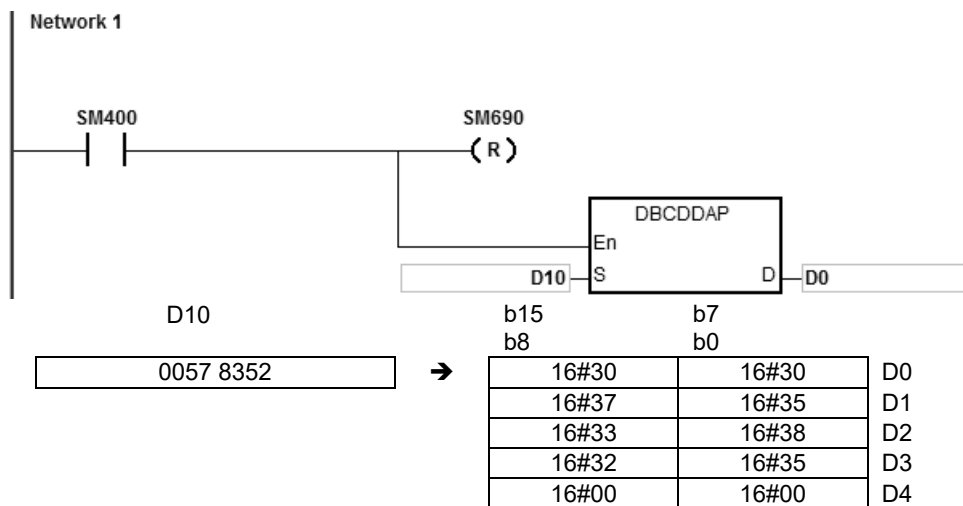 Network 1
SM400 SM690
R
DBCDDAP
En
D10 S D D0
D10 b15 b7
b8 b0
0057 8352 ➔ 16#30 16#30 D0
16#37 16#35 D1
16#33 16#38 D2
16#32 16#35 D3
16#00 16#00 D4